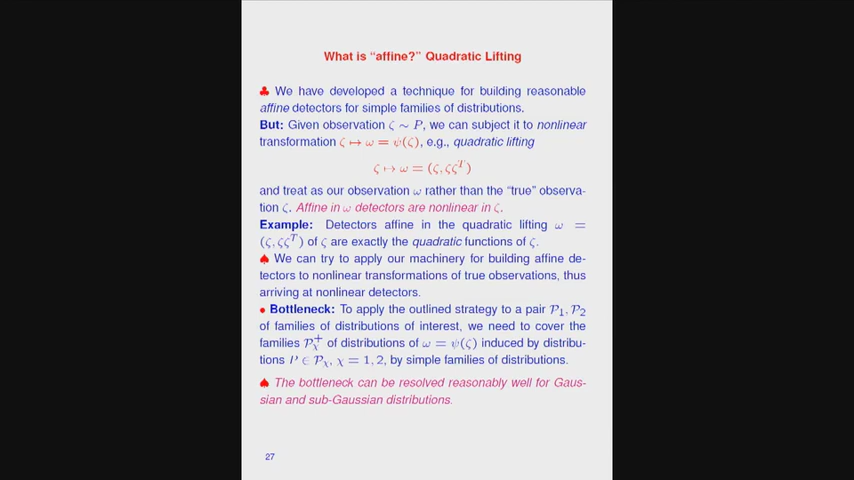 What is “affine?” Quadratic Lifting
♣ We have developed a technique for building reasonable
affine detectors for simple families of distributions.
But: Given observation ζ ∼ P, we can subject it to nonlinear
transformation ζ ↦ ω = ψ(ζ), e.g., quadratic lifting
ζ ↦ ω = (ζ, ζζᵀ)
and treat as our observation ω rather than the “true” observa-
tion ζ. Affine in ω detectors are nonlinear in ζ.
Example: Detectors affine in the quadratic lifting ω =
(ζ, ζζᵀ) of ζ are exactly the quadratic functions of ζ.
♠ We can try to apply our machinery for building affine de-
tectors to nonlinear transformations of true observations, thus
arriving at nonlinear detectors.
• Bottleneck: To apply the outlined strategy to a pair 𝒫₁, 𝒫₂
of families of distributions of interest, we need to cover the
families 𝒫⁺ᵪ of distributions of ω = ψ(ζ) induced by distribu-
tions P ∈ 𝒫ᵪ, χ = 1, 2, by simple families of distributions.
♠ The bottleneck can be resolved reasonably well for Gaus-
sian and sub-Gaussian distributions.
27